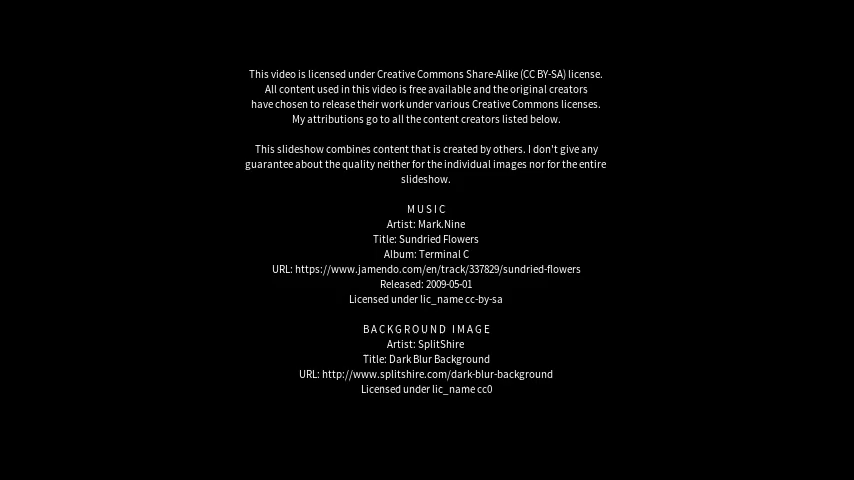 This video is licensed under Creative Commons Share-Alike (CC BY-SA) license.
All content used in this video is free available and the original creators
have chosen to release their work under various Creative Commons licenses.
My attributions go to all the content creators listed below.
This slideshow combines content that is created by others. I don't give any
guarantee about the quality neither for the individual images nor for the entire
slideshow.
MUSIC
Artist: Mark.Nine
Title: Sundried Flowers
Album: Terminal C
URL: https://www.jamendo.com/en/track/337829/sundried-flowers
Released: 2009-05-01
Licensed under lic_name cc-by-sa
BACKGROUND IMAGE
Artist: SplitShire
Title: Dark Blur Background
URL: http://www.splitshire.com/dark-blur-background
Licensed under lic_name cc0